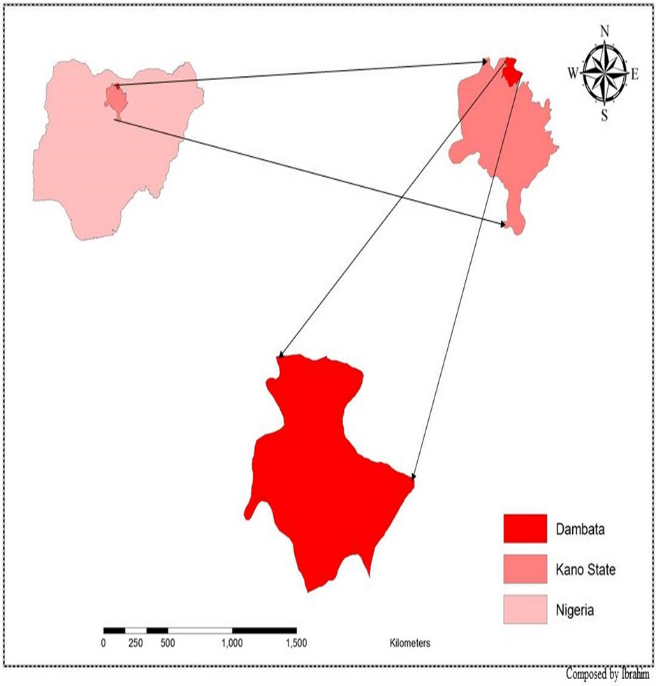 N
W E
S
Dambata
Kano State
Nigeria
0 250 500 1,000 1,500 Kilometers
Composed by Ibrahim